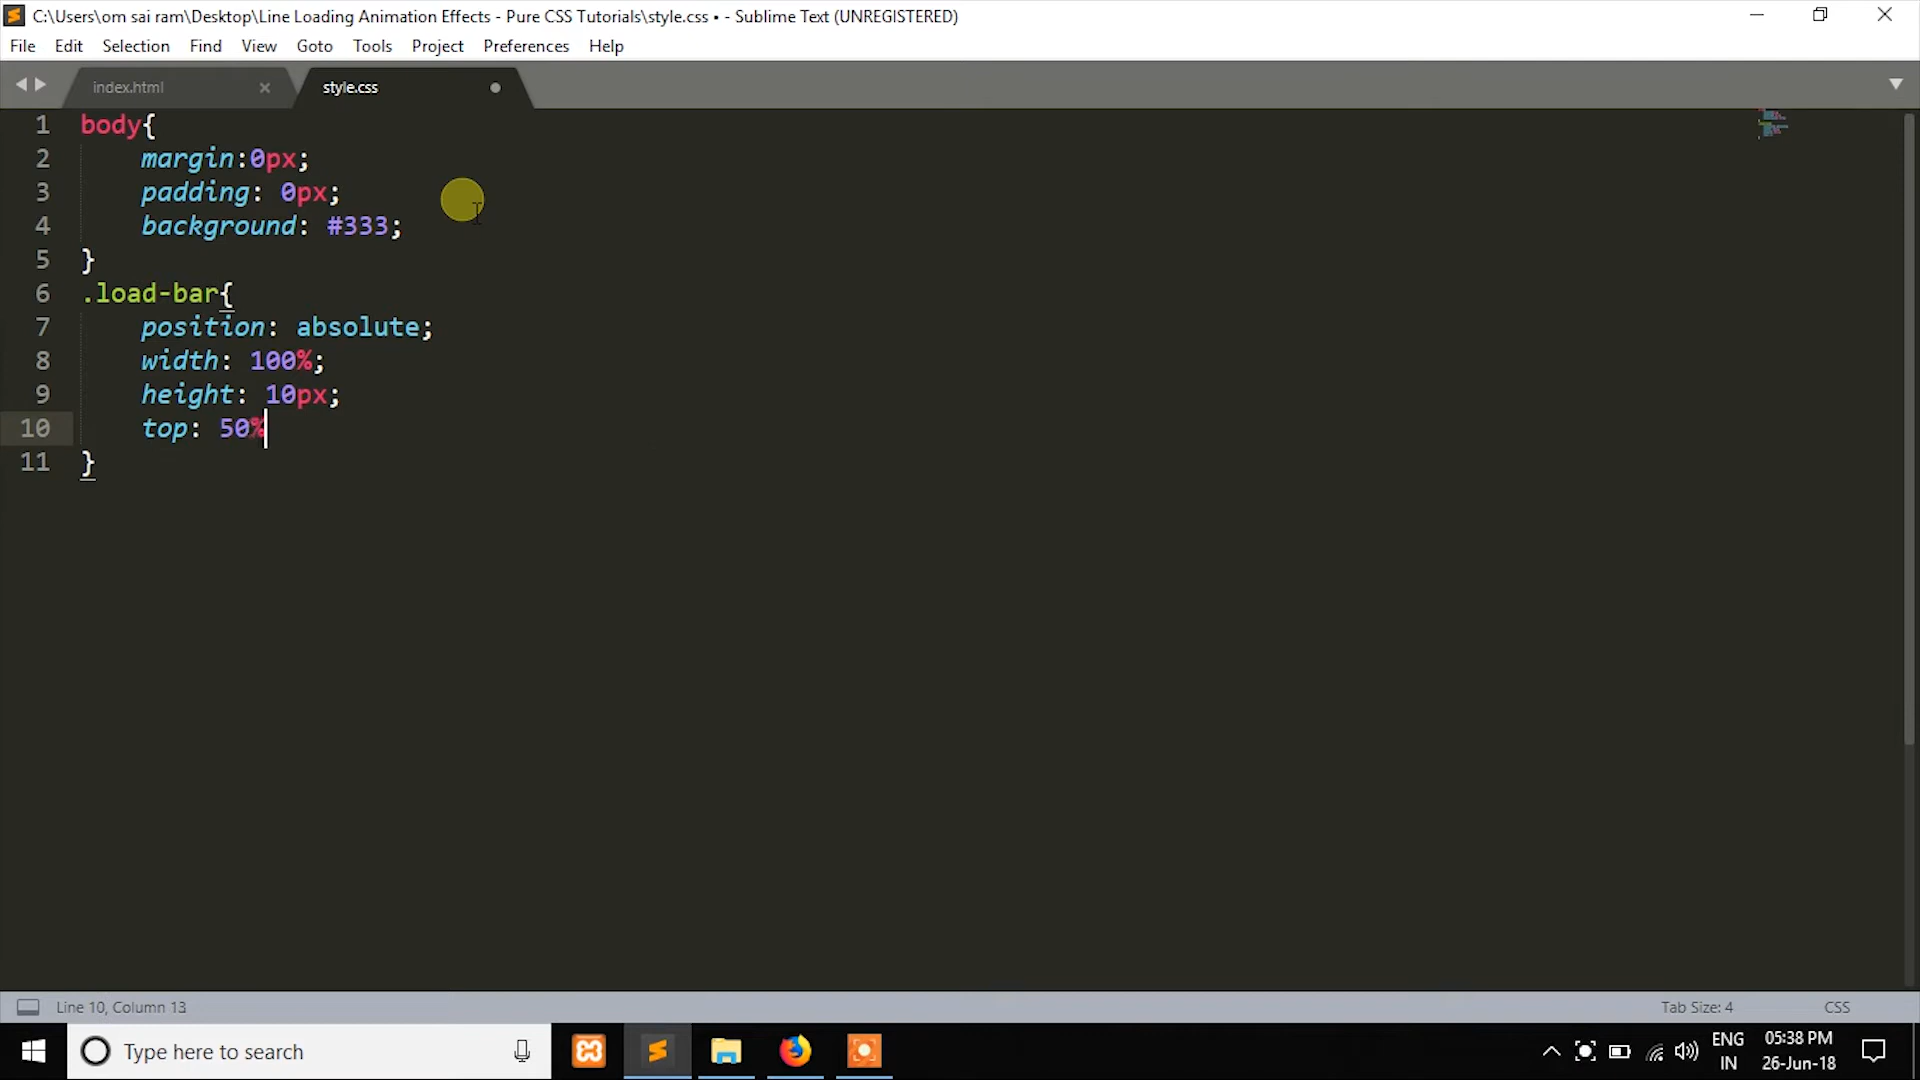 C:\Users\om sai ram\Desktop\Line Loading Animation Effects - Pure CSS Tutorials\style.css • - Sublime Text (UNREGISTERED)
File Edit Selection Find View Goto Tools Project Preferences Help
index.html × style.css
1 body{
2 margin:0px;
3 padding: 0px;
4 background: #333;
5 }
6 .load-bar{
7 position: absolute;
8 width: 100%;
9 height: 10px;
10 top: 50%
11 }
Line 10, Column 13 Tab Size: 4 CSS
Type here to search
ENG 05:38 PM
IN 26-Jun-18